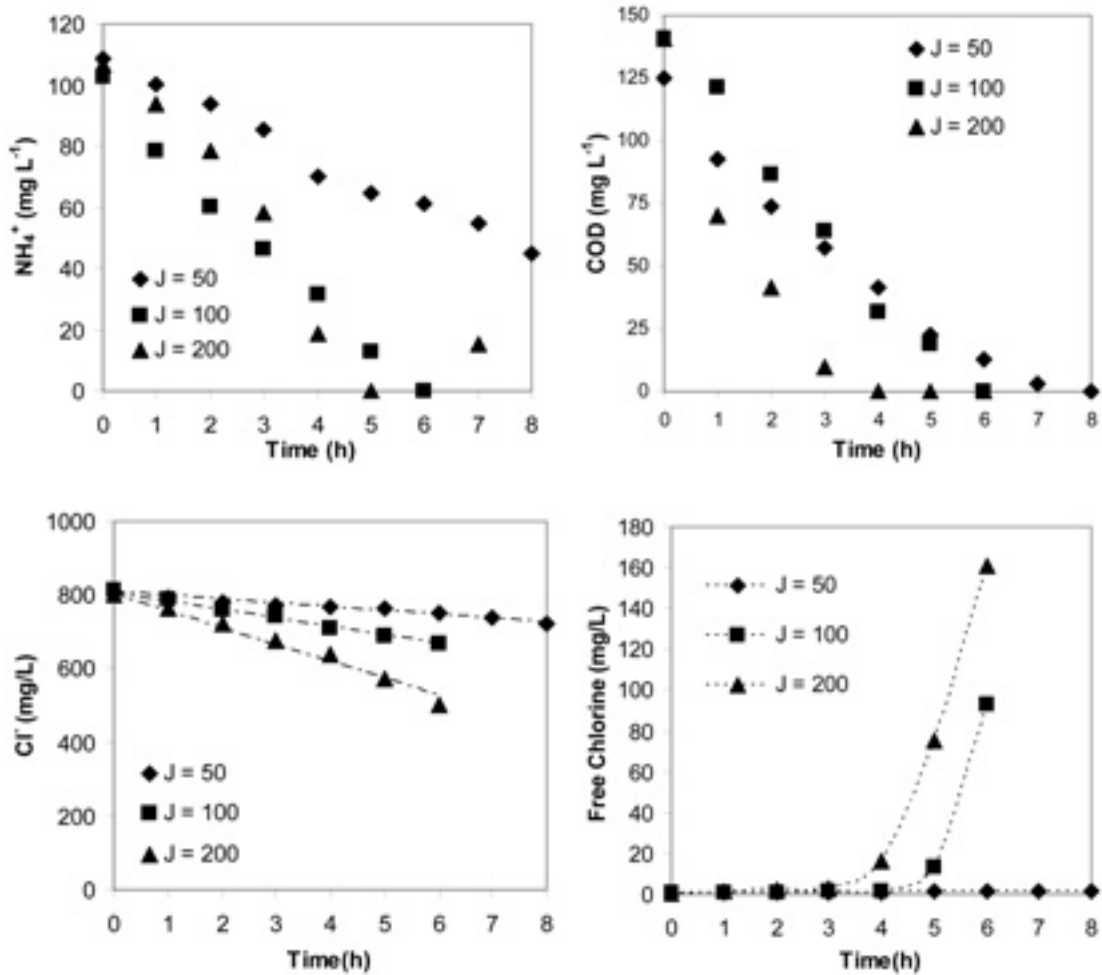 120
100
80
60
40
20
0
NH₄⁺ (mg L⁻¹)
J = 50
J = 100
J = 200
0 1 2 3 4 5 6 7 8
Time (h)
150
125
100
75
50
25
0
COD (mg L⁻¹)
J = 50
J = 100
J = 200
0 1 2 3 4 5 6 7 8
Time (h)
1000
800
600
400
200
0
Cl⁻ (mg/L)
J = 50
J = 100
J = 200
0 1 2 3 4 5 6 7 8
Time(h)
180
160
140
120
100
80
60
40
20
0
Free Chlorine (mg/L)
J = 50
J = 100
J = 200
0 1 2 3 4 5 6 7 8
Time(h)